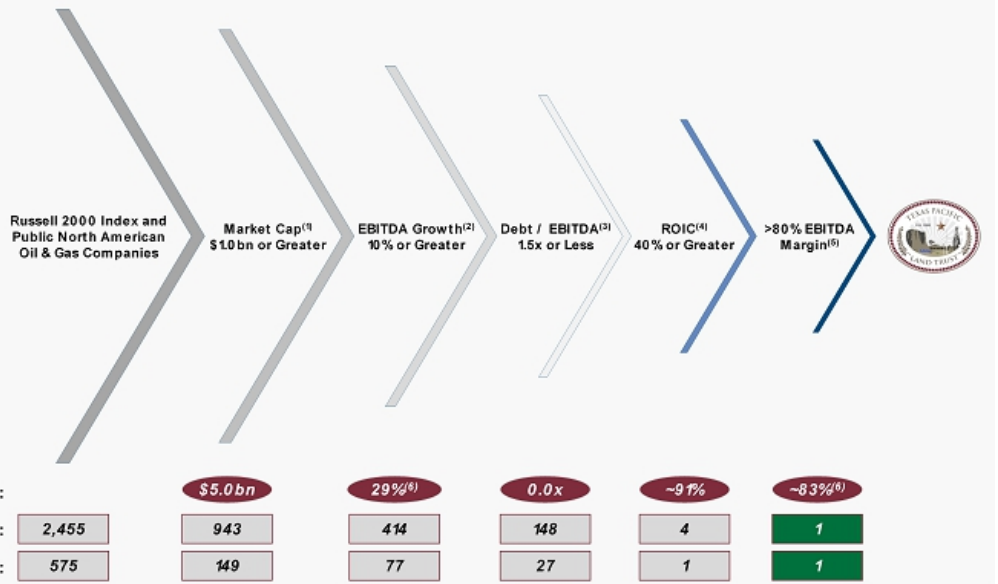 Russell 2000 Index and
Public North American
Oil & Gas Companies
Market Cap(1)
$1.0bn or Greater
EBITDA Growth(2)
10% or Greater
Debt / EBITDA(3)
1.5x or Less
ROIC(4)
40% or Greater
>80% EBITDA
Margin(5)
TEXAS PACIFIC
LAND TRUST
: $5.0bn 29%(6) 0.0x ~91% ~83%(6)
: 2,455 943 414 148 4 1
: 575 149 77 27 1 1